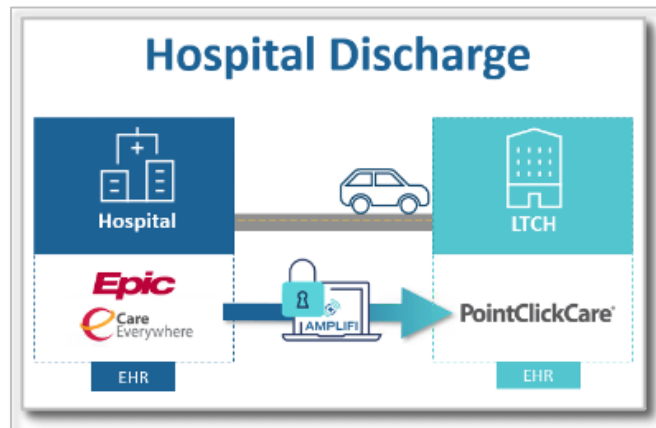 Hospital Discharge
Hospital
LTCH
Epic
Care
Everywhere
AMPLIFI
PointClickCare®
EHR
EHR